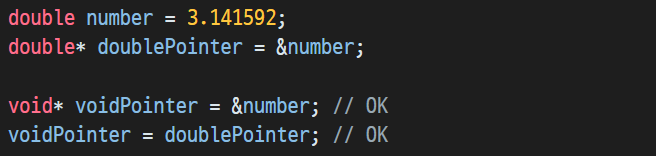 double number = 3.141592;
double* doublePointer = &number;
void* voidPointer = &number; // OK
voidPointer = doublePointer; // OK